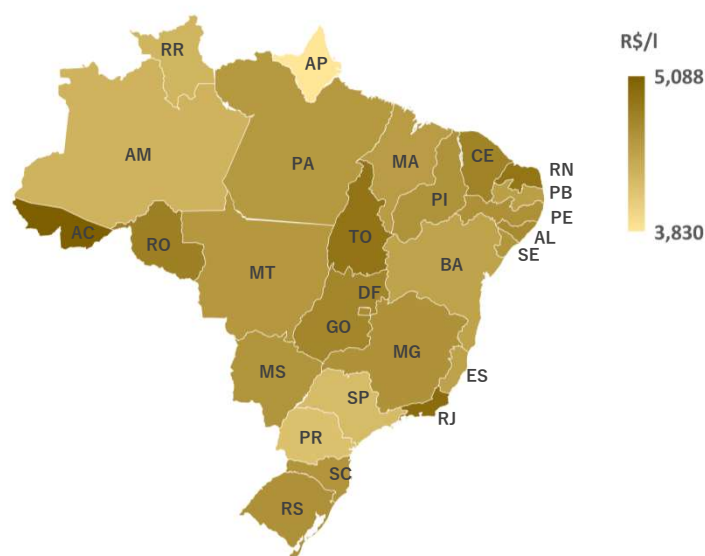 R$/l
5,088
3,830
RR
AP
AM
PA
MA
CE
RN
PB
PI
PE
AL
SE
AC
RO
TO
BA
MT
DF
GO
MG
MS
ES
SP
RJ
PR
SC
RS